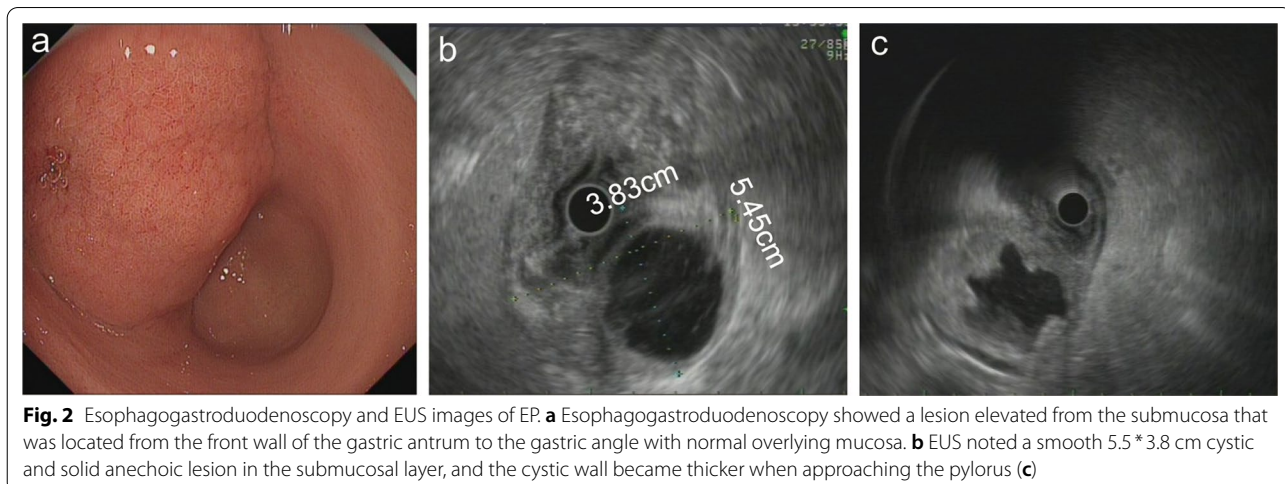 a
b
27/85
9Hz
3.83cm
5.45cm
c
Fig. 2 Esophagogastroduodenoscopy and EUS images of EP. a Esophagogastroduodenoscopy showed a lesion elevated from the submucosa that
was located from the front wall of the gastric antrum to the gastric angle with normal overlying mucosa. b EUS noted a smooth 5.5 * 3.8 cm cystic
and solid anechoic lesion in the submucosal layer, and the cystic wall became thicker when approaching the pylorus (c)